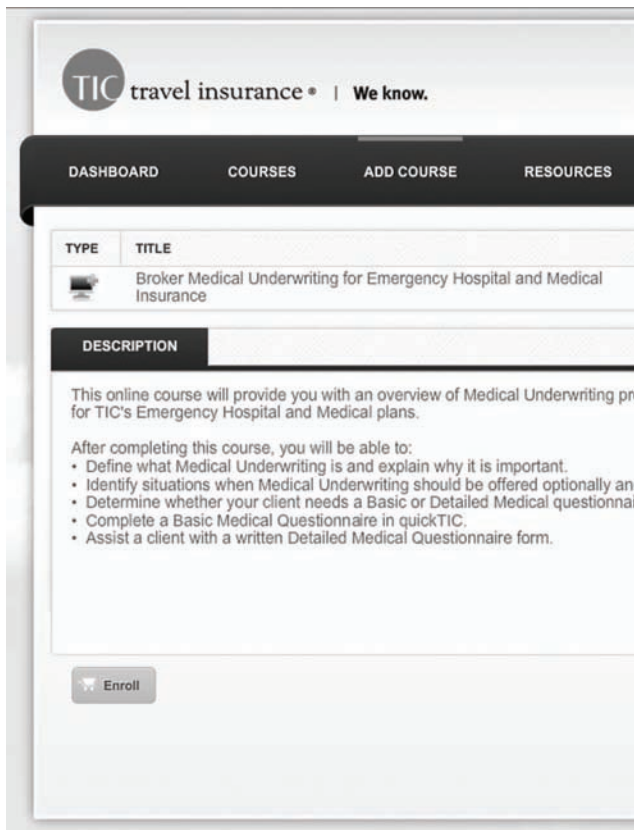 TIC travel insurance ® | We know.
DASHBOARD COURSES ADD COURSE RESOURCES
TYPE TITLE
Broker Medical Underwriting for Emergency Hospital and Medical
Insurance
DESCRIPTION
This online course will provide you with an overview of Medical Underwriting
for TIC's Emergency Hospital and Medical plans.
After completing this course, you will be able to:
• Define what Medical Underwriting is and explain why it is important.
• Identify situations when Medical Underwriting should be offered optionally
• Determine whether your client needs a Basic or Detailed Medical
• Complete a Basic Medical Questionnaire in quickTIC.
• Assist a client with a written Detailed Medical Questionnaire form.
Enroll